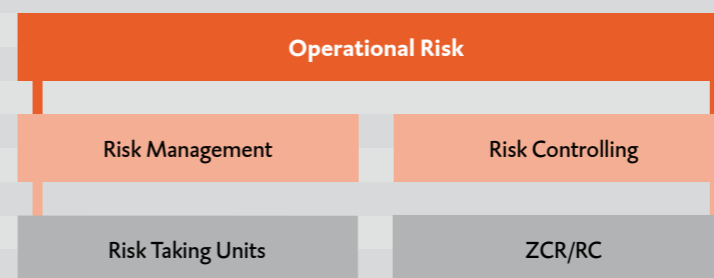 Operational Risk
Risk Management
Risk Controlling
Risk Taking Units
ZCR/RC